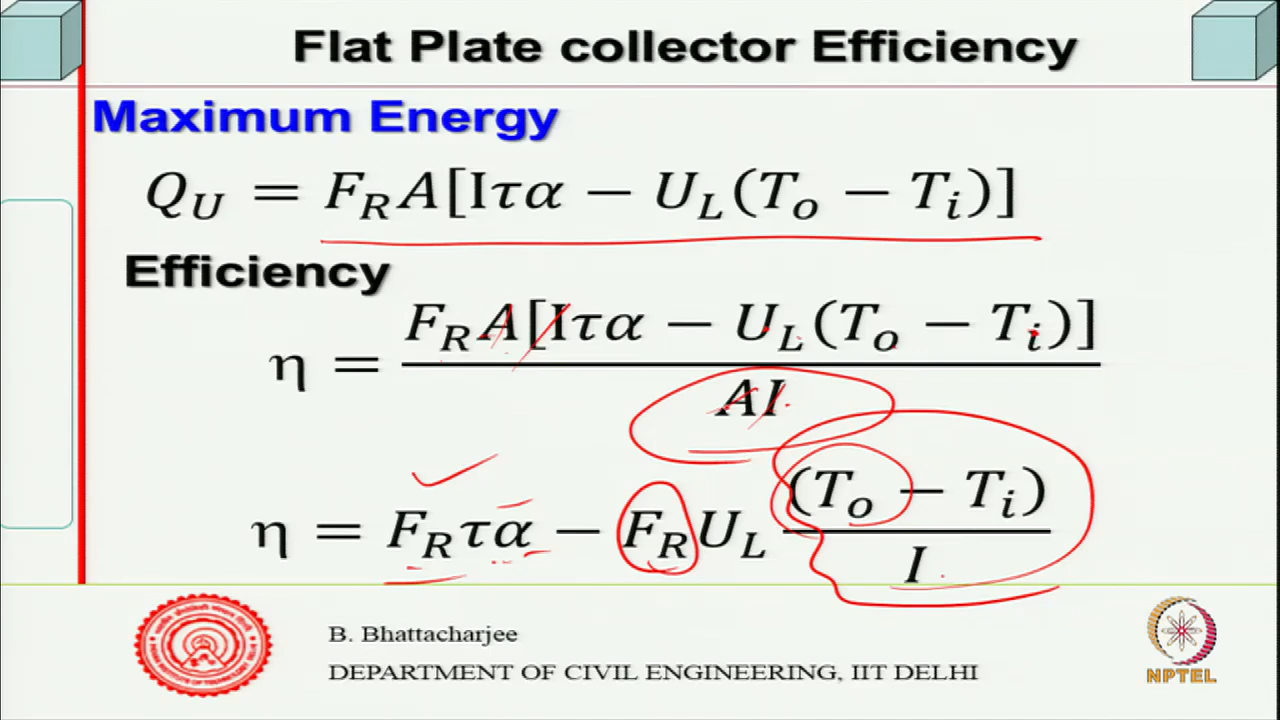 Flat Plate collector Efficiency
Maximum Energy
Q_U = F_R A[Iτα − U_L(T_o − T_i)]
Efficiency
η = F_R A[Iτα − U_L(T_o − T_i)] / AI
η = F_R τα − F_R U_L (T_o − T_i) / I
B. Bhattacharjee
DEPARTMENT OF CIVIL ENGINEERING, IIT DELHI
NPTEL